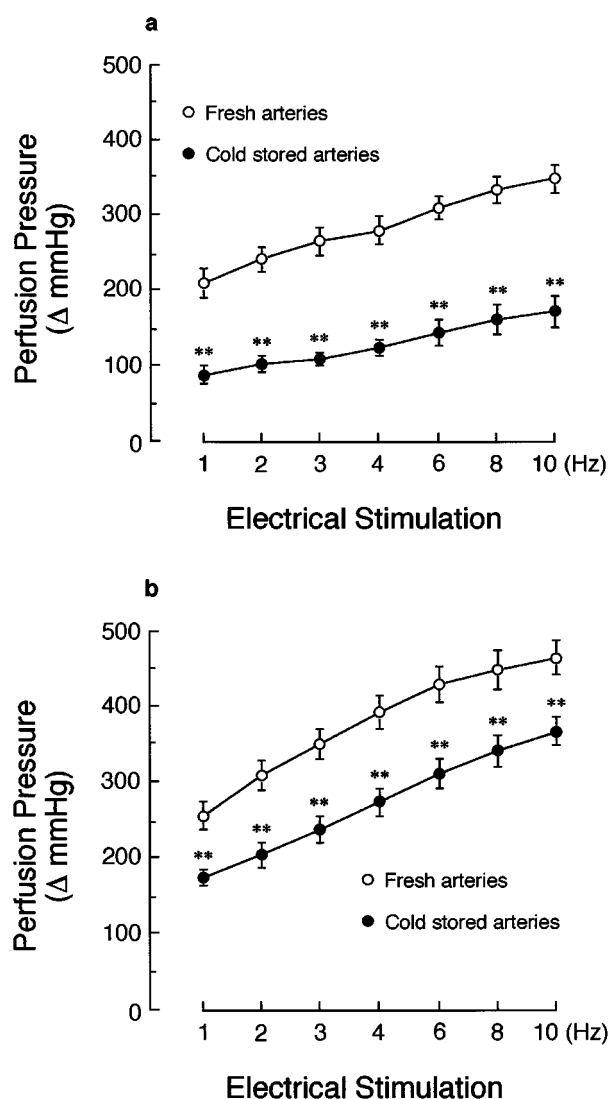 a
500
400
300
200
100
0
Perfusion Pressure
(Δ mmHg)
Fresh arteries
Cold stored arteries
** ** ** ** ** ** **
1 2 3 4 6 8 10 (Hz)
Electrical Stimulation
b
500
400
300
200
100
0
Perfusion Pressure
(Δ mmHg)
** ** ** ** ** ** **
Fresh arteries
Cold stored arteries
1 2 3 4 6 8 10 (Hz)
Electrical Stimulation